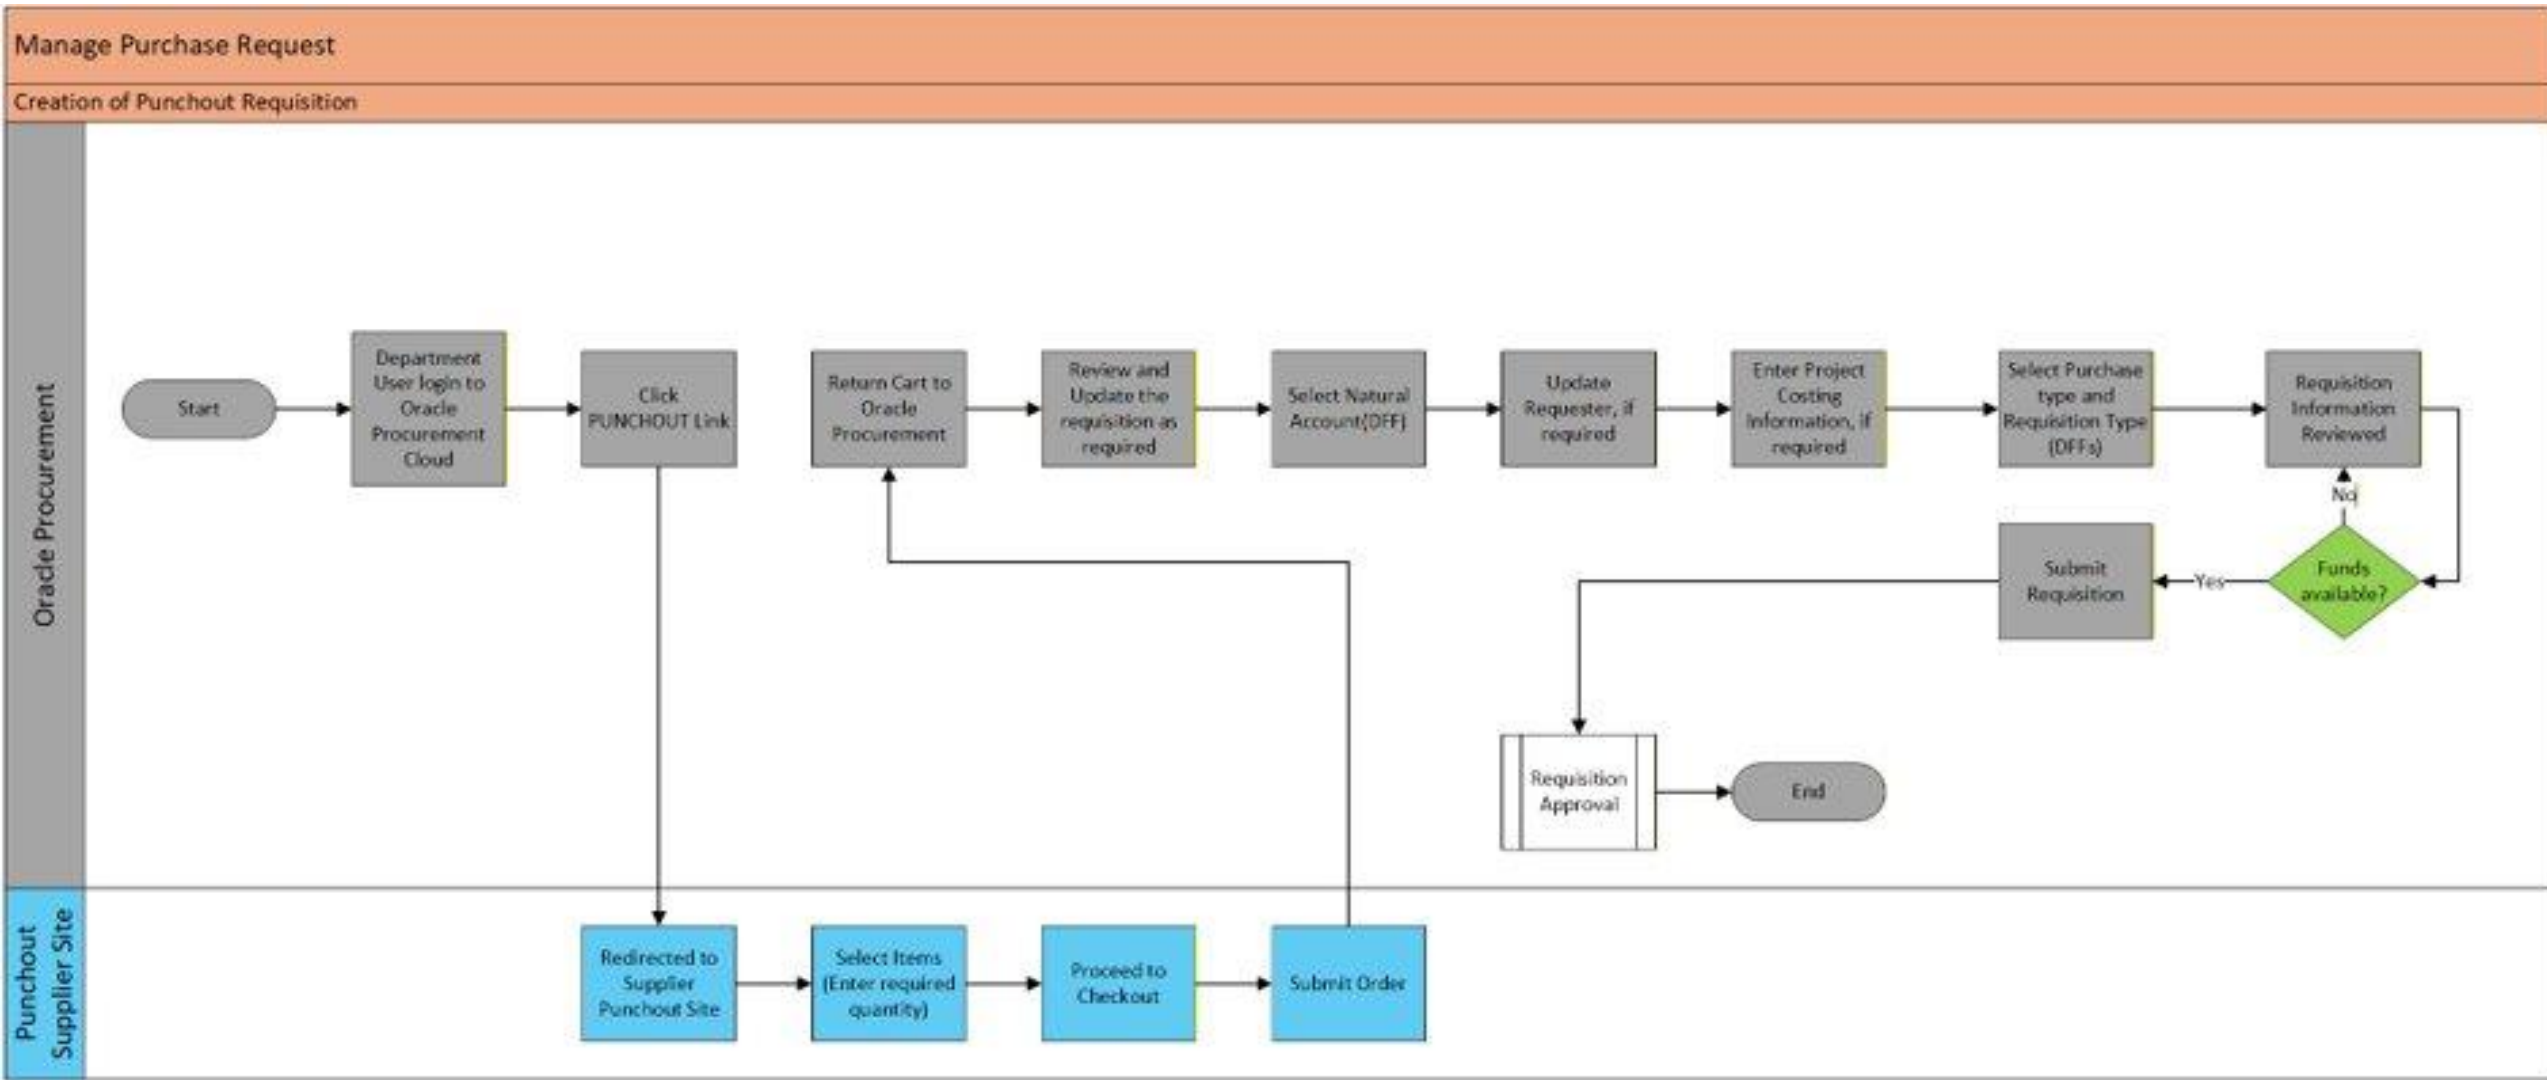 Manage Purchase Request
Creation of Punchout Requisition
Oracle Procurement
Start
Department
User login to
Oracle
Procurement
Cloud
Click
PUNCHOUT Link
Return Cart to
Oracle
Procurement
Review and
Update the
requisition as
required
Select Natural
Account(DFF)
Update
Requester, if
required
Enter Project
Costing
Information, if
required
Select Purchase
type and
Requisition Type
(DFFs)
Requisition
Information
Reviewed
No
Funds
available?
Yes
Submit
Requisition
Requisition
Approval
End
Punchout
Supplier Site
Redirected to
Supplier
Punchout Site
Select Items
(Enter required
quantity)
Proceed to
Checkout
Submit Order